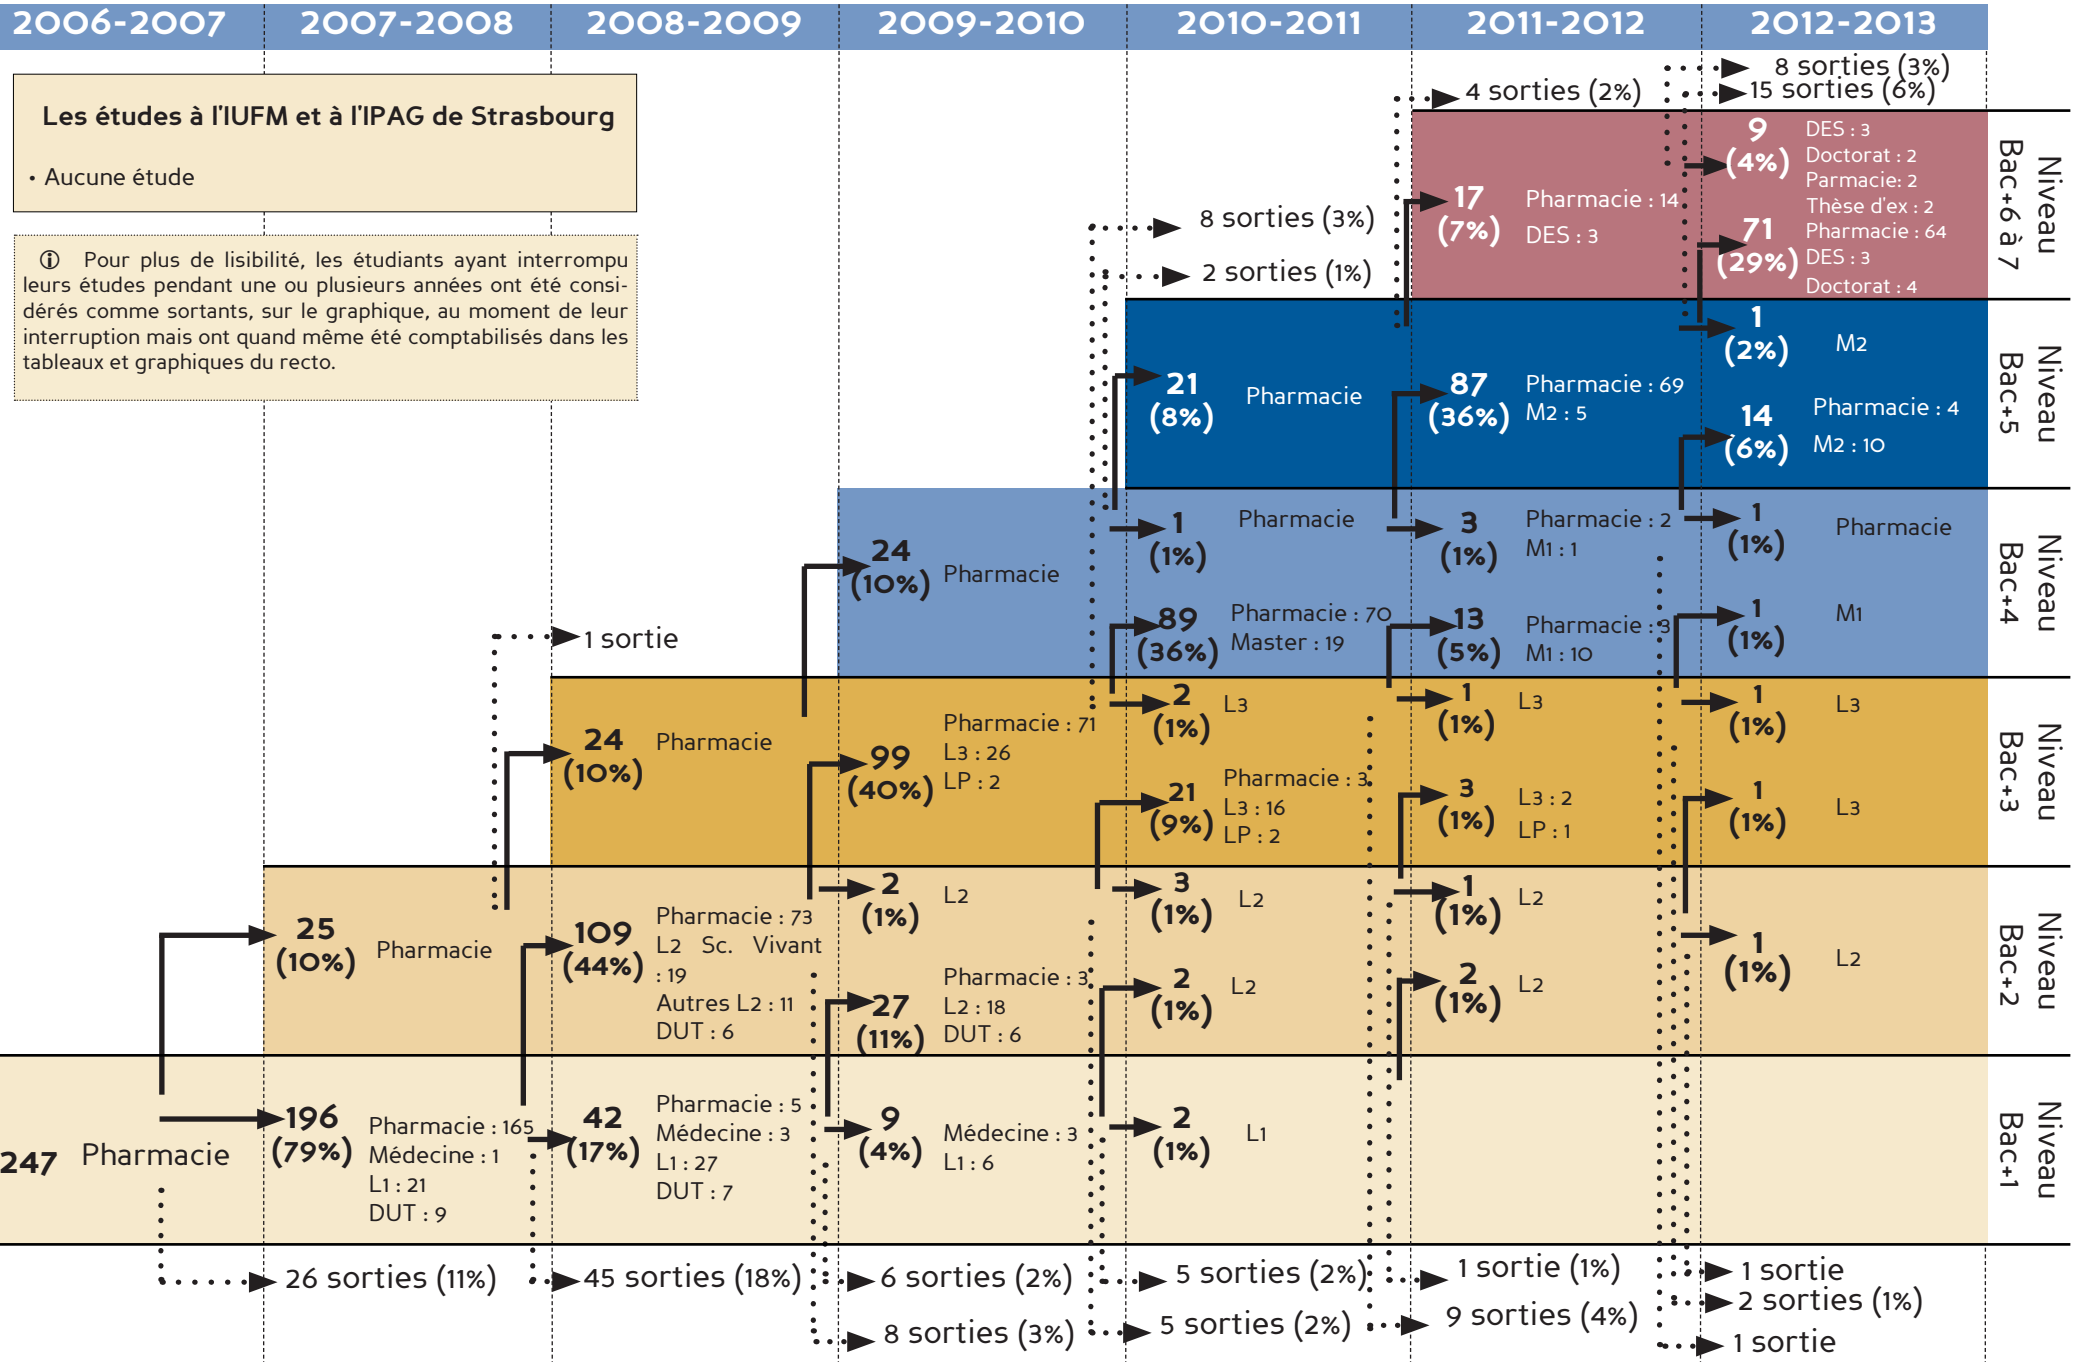 2006-2007 2007-2008 2008-2009 2009-2010 2010-2011 2011-2012 2012-2013
Les études à l'IUFM et à l'IPAG de Strasbourg
• Aucune étude
ⓘ Pour plus de lisibilité, les étudiants ayant interrompu
leurs études pendant une ou plusieurs années ont été consi-
dérés comme sortants, sur le graphique, au moment de leur
interruption mais ont quand même été comptabilisés dans les
tableaux et graphiques du recto.
247 Pharmacie
26 sorties (11%)
25
(10%)
Pharmacie
196
(79%)
Pharmacie : 165
Médecine : 1
L1 : 21
DUT : 9
45 sorties (18%)
1 sortie
24
(10%)
Pharmacie
109
(44%)
Pharmacie : 73
L2 Sc. Vivant
: 19
Autres L2 : 11
DUT : 6
42
(17%)
Pharmacie : 5
Médecine : 3
L1 : 27
DUT : 7
6 sorties (2%)
8 sorties (3%)
24
(10%)
Pharmacie
99
(40%)
Pharmacie : 71
L3 : 26
LP : 2
2
(1%)
L2
27
(11%)
Pharmacie : 3
L2 : 18
DUT : 6
9
(4%)
Médecine : 3
L1 : 6
5 sorties (2%)
5 sorties (2%)
8 sorties (3%)
2 sorties (1%)
21
(8%)
Pharmacie
1
(1%)
Pharmacie
89
(36%)
Pharmacie : 70
Master : 19
2
(1%)
L3
21
(9%)
Pharmacie : 3
L3 : 16
LP : 2
3
(1%)
L2
2
(1%)
L2
2
(1%)
L1
1 sortie (1%)
9 sorties (4%)
4 sorties (2%)
17
(7%)
Pharmacie : 14
DES : 3
87
(36%)
Pharmacie : 69
M2 : 5
3
(1%)
Pharmacie : 2
M1 : 1
13
(5%)
Pharmacie : 3
M1 : 10
1
(1%)
L3
3
(1%)
L3 : 2
LP : 1
1
(1%)
L2
2
(1%)
L2
8 sorties (3%)
15 sorties (6%)
9
(4%)
DES : 3
Doctorat : 2
Parmacie: 2
Thèse d'ex : 2
71
(29%)
Pharmacie : 64
DES : 3
Doctorat : 4
1
(2%)
M2
14
(6%)
Pharmacie : 4
M2 : 10
1
(1%)
Pharmacie
1
(1%)
M1
1
(1%)
L3
1
(1%)
L3
1
(1%)
L2
1 sortie
2 sorties (1%)
1 sortie
Niveau
Bac+6 à 7
Niveau
Bac+5
Niveau
Bac+4
Niveau
Bac+3
Niveau
Bac+2
Niveau
Bac+1